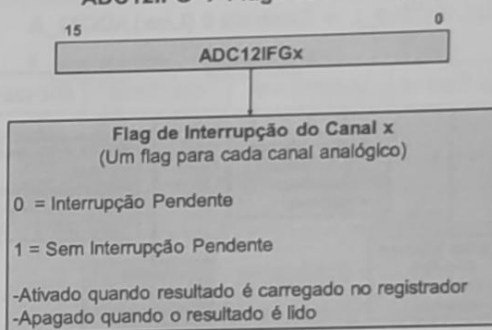 15
0
ADC12IFGx
Flag de Interrupção do Canal x
(Um flag para cada canal analógico)
0 = Interrupção Pendente
1 = Sem Interrupção Pendente
-Ativado quando resultado é carregado no registrador
-Apagado quando o resultado é lido